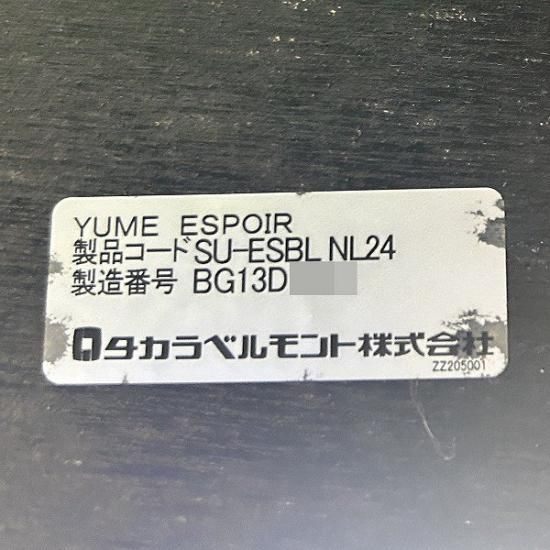 YUME ESPOIR
製品コード SU-ESBL NL24
製造番号 BG13D
タカラベルモント株式会社
ZZ205001